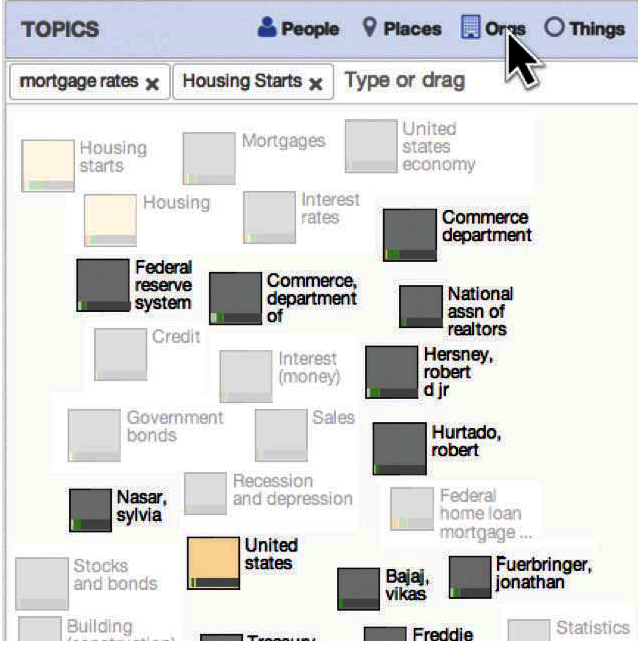 TOPICS People Places Orgs Things
mortgage rates x Housing Starts x Type or drag
Housing
starts
Mortgages
United
states
economy
Housing
Interest
rates
Commerce
department
Federal
reserve
system
Commerce,
department
of
National
assn of
realtors
Credit
Interest
(money)
Hersney,
robert
d jr
Government
bonds
Sales
Hurtado,
robert
Nasar,
sylvia
Recession
and depression
Federal
home loan
mortgage ...
Stocks
and bonds
United
states
Bajaj,
vikas
Fuerbringer,
jonathan
Building
(construction)
Treasury
Freddie
Statistics